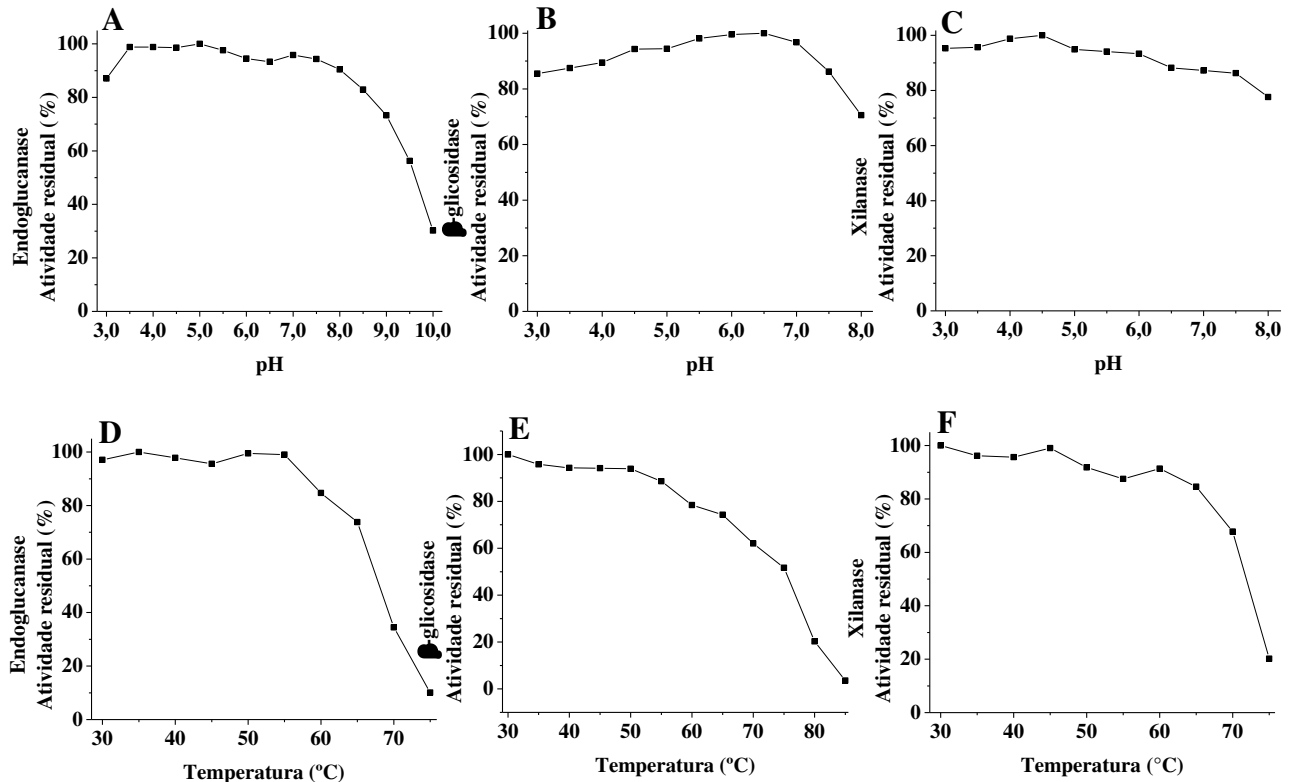 A
Endoglucanase
Atividade residual (%)
100
80
60
40
20
0
3,0 4,0 5,0 6,0 7,0 8,0 9,0 10,0
pH
B
glicosidase
Atividade residual (%)
100
80
60
40
20
0
3,0 4,0 5,0 6,0 7,0 8,0
pH
C
Xilanase
Atividade residual (%)
100
80
60
40
20
0
3,0 4,0 5,0 6,0 7,0 8,0
pH
D
Endoglucanase
Atividade residual (%)
100
80
60
40
20
0
30 40 50 60 70
Temperatura (ºC)
E
glicosidase
Atividade residual (%)
100
80
60
40
20
0
30 40 50 60 70 80
Temperatura (ºC)
F
Xilanase
Atividade residual (%)
100
80
60
40
20
0
30 40 50 60 70
Temperatura (°C)